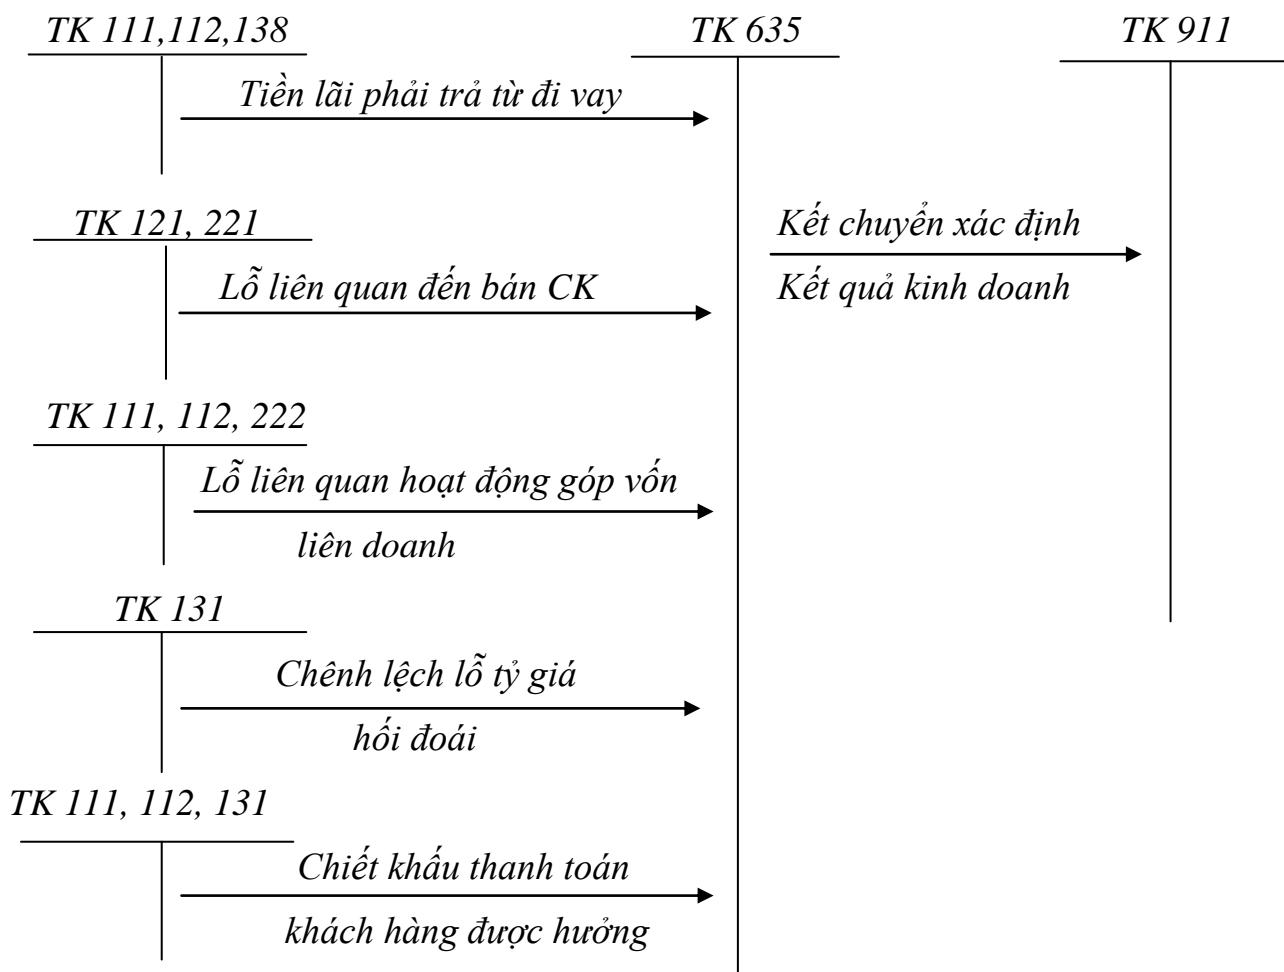 TK 111,112,138
TK 635
TK 911
Tiền lãi phải trả từ đi vay
TK 121, 221
Kết chuyển xác định
Lỗ liên quan đến bán CK
Kết quả kinh doanh
TK 111, 112, 222
Lỗ liên quan hoạt động góp vốn
liên doanh
TK 131
Chênh lệch lỗ tỷ giá
hối đoái
TK 111, 112, 131
Chiết khấu thanh toán
khách hàng được hưởng